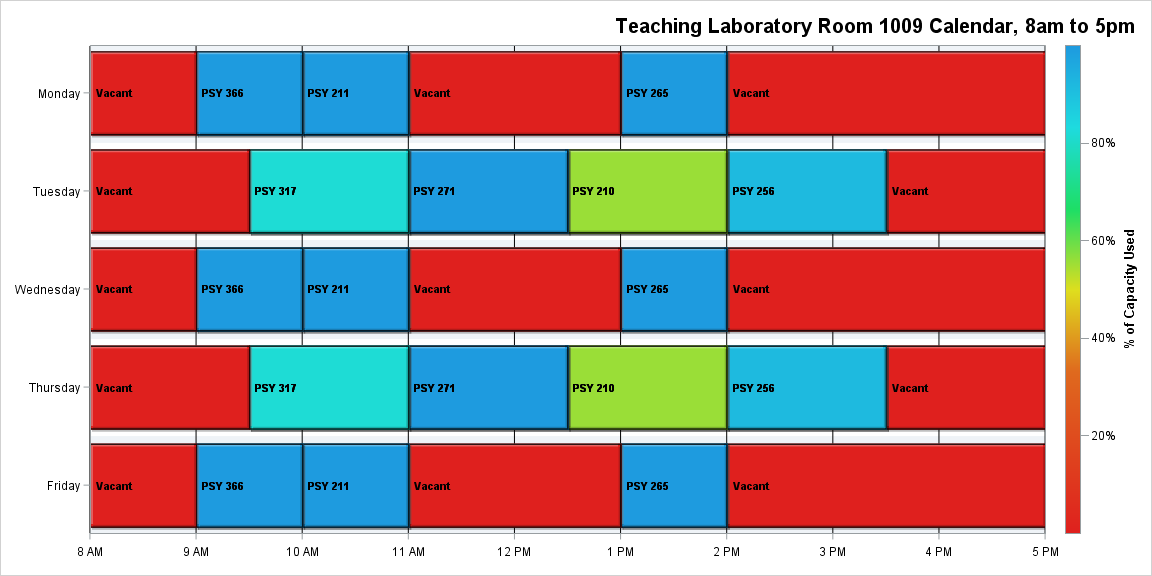 Teaching Laboratory Room 1009 Calendar, 8am to 5pm
Monday
Vacant
PSY 366
PSY 211
Vacant
PSY 265
Vacant
Tuesday
Vacant
PSY 317
PSY 271
PSY 210
PSY 256
Vacant
Wednesday
Vacant
PSY 366
PSY 211
Vacant
PSY 265
Vacant
Thursday
Vacant
PSY 317
PSY 271
PSY 210
PSY 256
Vacant
Friday
Vacant
PSY 366
PSY 211
Vacant
PSY 265
Vacant
8 AM
9 AM
10 AM
11 AM
12 PM
1 PM
2 PM
3 PM
4 PM
5 PM
80%
60%
40%
20%
% of Capacity Used